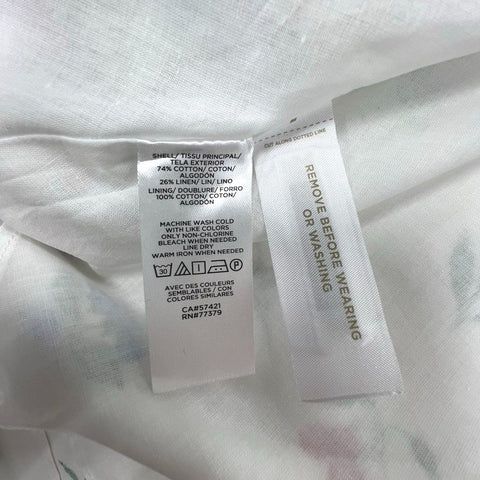 SHELL/ TISSU PRINCIPAL/
TELA EXTERIOR
74% COTTON/ COTON/
ALGODÓN
26% LINEN/ LIN/ LINO
LINING/ DOUBLURE/ FORRO
100% COTTON/ COTON/
ALGODÓN
MACHINE WASH COLD
WITH LIKE COLORS
ONLY NON-CHLORINE
BLEACH WHEN NEEDED
LINE DRY
WARM IRON WHEN NEEDED
30 P
AVEC DES COULEURS
SEMBLABLES / CON
COLORES SIMILARES
CA#57421
RN#77379
CUT ALONG DOTTED LINE
REMOVE BEFORE WEARING
OR WASHING